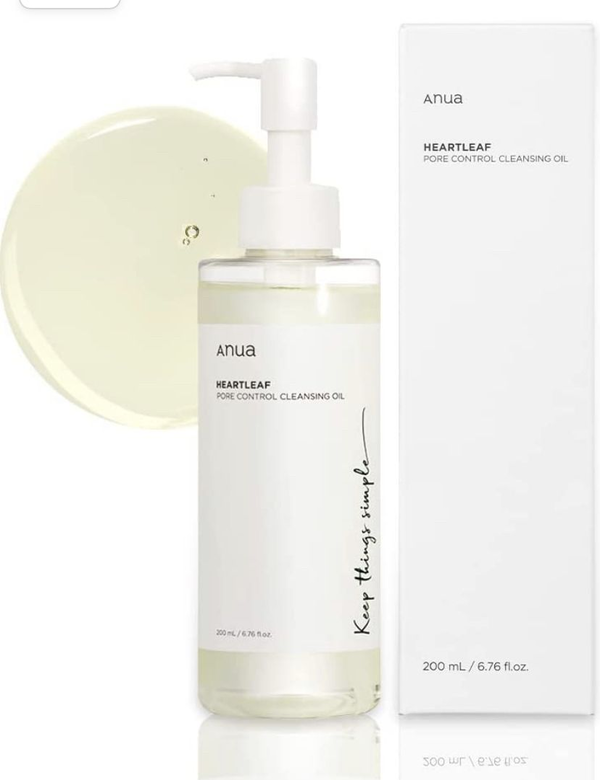 Anua
HEARTLEAF
PORE CONTROL CLEANSING OIL
Keep things simple
200 mL / 6.76 fl.oz.
Anua
HEARTLEAF
PORE CONTROL CLEANSING OIL
200 mL / 6.76 fl.oz.